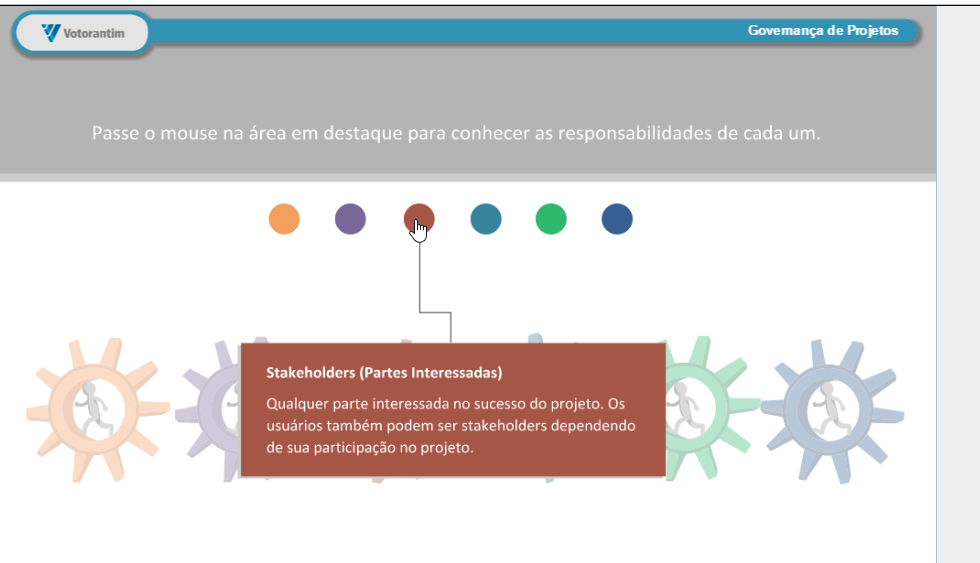 Votorantim
Governança de Projetos
Passe o mouse na área em destaque para conhecer as responsabilidades de cada um.
Stakeholders (Partes Interessadas)
Qualquer parte interessada no sucesso do projeto. Os
usuários também podem ser stakeholders dependendo
de sua participação no projeto.